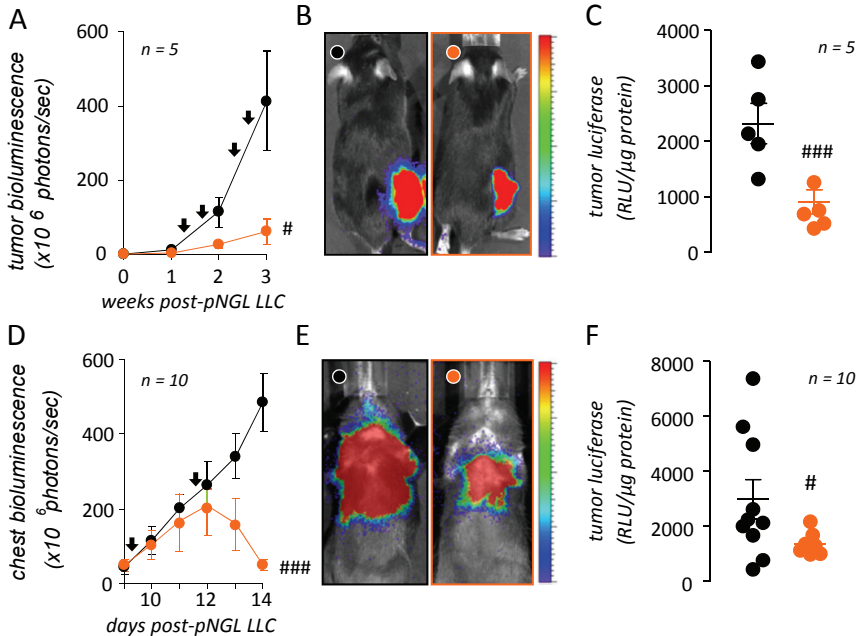 A
tumor bioluminescence
(x10 6 photons/sec)
600
400
200
0
n = 5
#
0 1 2 3
weeks post-pNGL LLC
B
C
tumor luciferase
(RLU/µg protein)
4000
3000
2000
1000
0
n = 5
###
D
chest bioluminescence
(x10 6photons/sec)
600
400
200
0
n = 10
###
10 12 14
days post-pNGL LLC
E
F
tumor luciferase
(RLU/µg protein)
8000
6000
4000
2000
0
n = 10
#